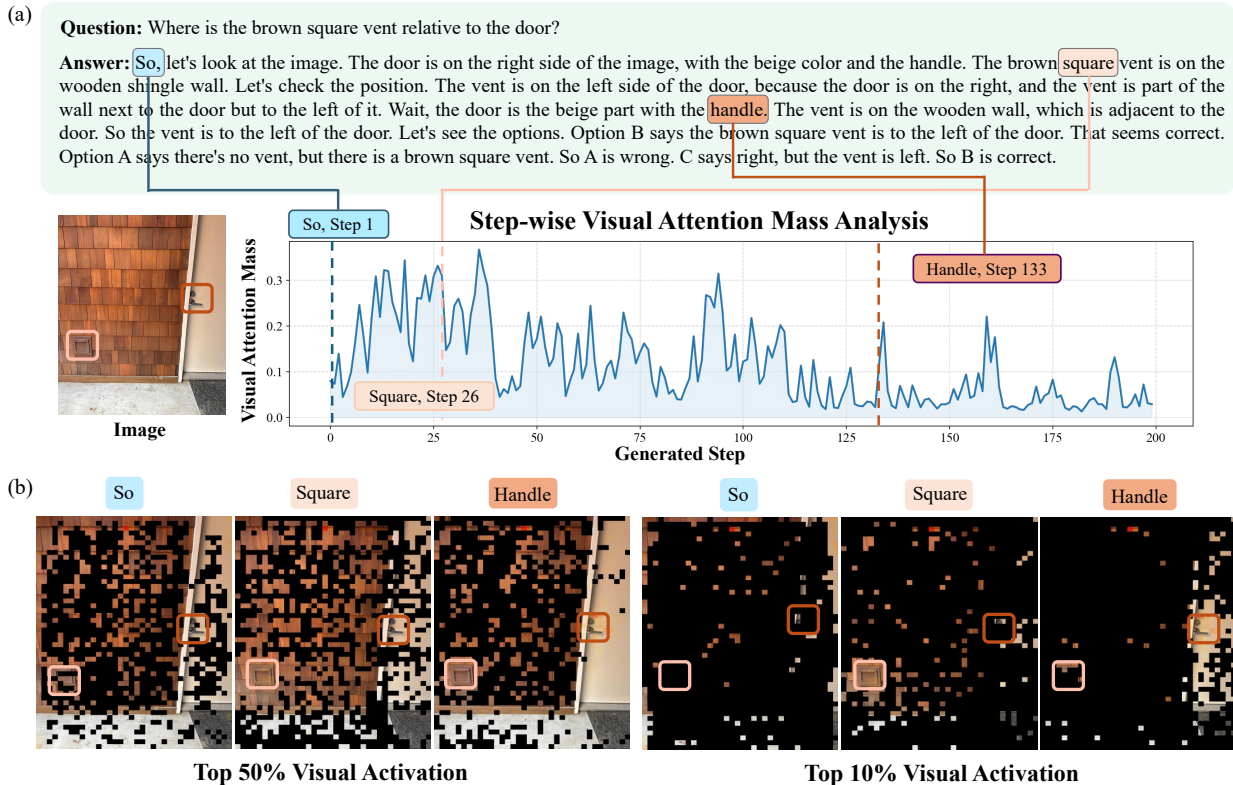 (a)
Question: Where is the brown square vent relative to the door?
Answer: So, let's look at the image. The door is on the right side of the image, with the beige color and the handle. The brown square vent is on the
wooden shingle wall. Let's check the position. The vent is on the left side of the door, because the door is on the right, and the vent is part of the
wall next to the door but to the left of it. Wait, the door is the beige part with the handle. The vent is on the wooden wall, which is adjacent to the
door. So the vent is to the left of the door. Let's see the options. Option B says the brown square vent is to the left of the door. That seems correct.
Option A says there's no vent, but there is a brown square vent. So A is wrong. C says right, but the vent is left. So B is correct.
So, Step 1
Step-wise Visual Attention Mass Analysis
Visual Attention Mass
0.3
0.2
0.1
0.0
Handle, Step 133
Square, Step 26
0 25 50 75 100 125 150 175 200
Generated Step
Image
(b)
So Square Handle So Square Handle
Top 50% Visual Activation Top 10% Visual Activation